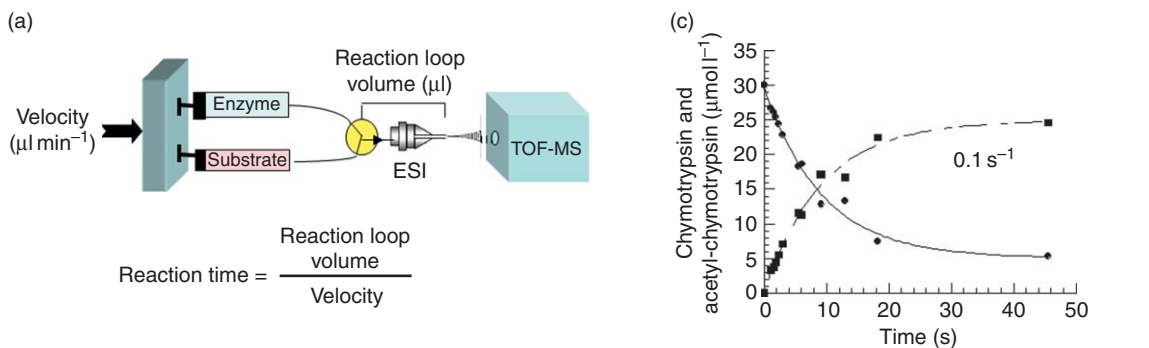 (a)
Velocity
(μl min⁻¹)
Enzyme
Substrate
Reaction loop
volume (μl)
ESI
TOF-MS
Reaction time =
Reaction loop
volume
Velocity
(c)
Chymotrypsin and
acetyl-chymotrypsin (μmol l⁻¹)
35
30
25
20
15
10
5
0
0.1 s⁻¹
0 10 20 30 40 50
Time (s)